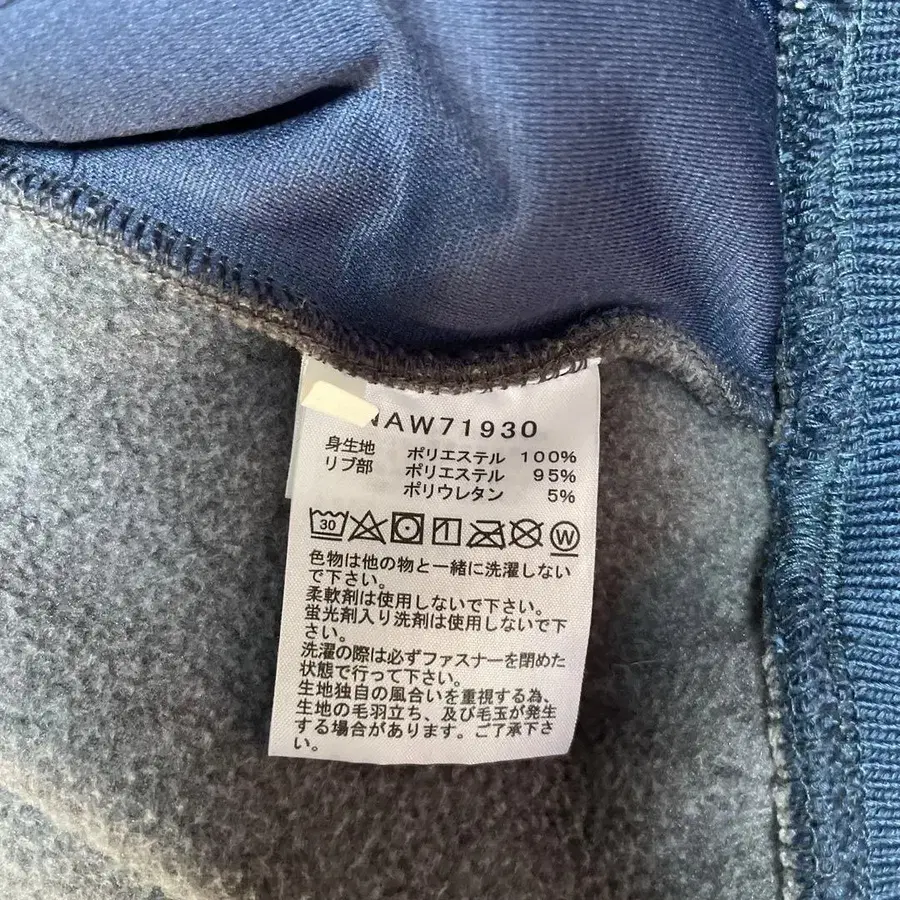 NAW71930
身生地 ポリエステル 100%
リブ部 ポリエステル 95%
ポリウレタン 5%
30 W
色物は他の物と一緒に洗濯しない
で下さい。
柔軟剤は使用しないで下さい。
蛍光剤入り洗剤は使用しないで下
さい。
洗濯の際は必ずファスナーを閉めた
状態で行って下さい。
生地独自の風合いを重視する為、
生地の毛羽立ち、及び毛玉が発生
する場合があります。ご了承下さ
い。